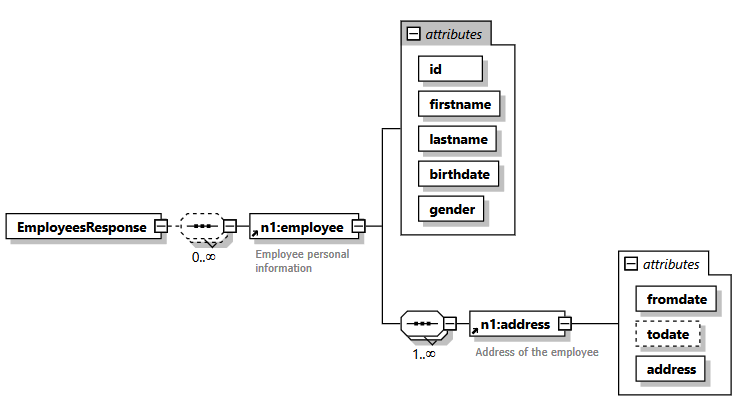 attributes
id
firstname
lastname
birthdate
gender
EmployeesResponse
n1:employee
0..∞
Employee personal
information
attributes
fromdate
todate
address
n1:address
1..∞
Address of the employee